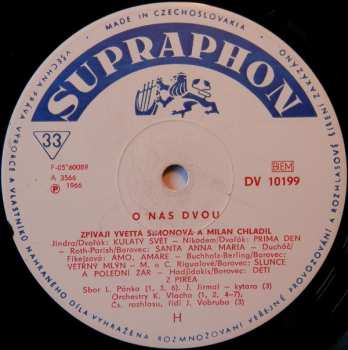 MADE IN CZECHOSLOVAKIA
SUPRAPHON
33
F-05*60089
A 3566
℗ 1966
BIEM
DV 10199
O NÁS DVOU
ZPÍVAJÍ YVETTA SIMONOVÁ A MILAN CHLADIL
Jindra/Dvořák: KULATÝ SVĚT - Nikodem/Dvořák: PRIMA DEN
- Roth-Parish/Borovec: SANTA ANNA MARIA - Ducháč/
Fikejzová: AMO, AMARE - Buchholz-Berling/Borovec:
VĚTRNÝ MLÝN - M. a C. Rigual/Borovec: SLUNCE
A POLEDNÍ ŽÁR - Hadjidakis/Borovec: DĚTI
Z PIREA
Sbor L. Pánka (1, 3, 6). J. Jirmal - kytara (3)
Orchestry K. Vlacha (1, 2, 4-7),
Čs. rozhlasu, řídí J. Vobruba (3)
H
VŠECHNA PRÁVA VÝROBCE A VLASTNÍKŮ NAHRANÉHO DÍLA VYHRAŽENA ROZMNOŽOVÁNÍ VEŘEJNÉ PROVOZOVÁNÍ - ROZHLASOVÉ ŠÍŘENÍ ZAKÁZÁNO